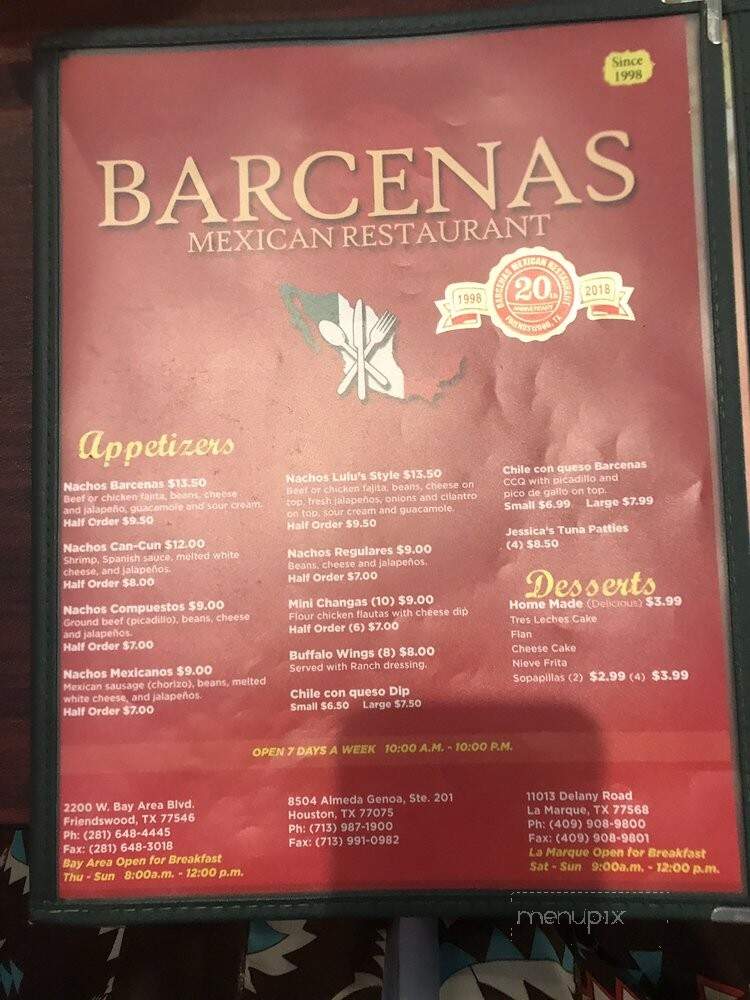 Since
1998
BARCENAS
MEXICAN RESTAURANT
BARCENAS MEXICAN RESTAURANT
1998
20th
ANNIVERSARY
2018
FRIENDSWOOD, TX
Appetizers
Nachos Barcenas $13.50
Beef or chicken fajita, beans, cheese
and jalapeño, guacamole and sour cream.
Half Order $9.50
Nachos Can-Cun $12.00
Shrimp, Spanish sauce, melted white
cheese, and jalapeños.
Half Order $8.00
Nachos Compuestos $9.00
Ground beef (picadillo), beans, cheese
and jalapeños.
Half Order $7.00
Nachos Mexicanos $9.00
Mexican sausage (chorizo), beans, melted
white cheese, and jalapeños.
Half Order $7.00
Nachos Lulu's Style $13.50
Beef or chicken fajita, beans, cheese on
top, fresh jalapeños, onions and cilantro
on top, sour cream and guacamole.
Half Order $9.50
Nachos Regulares $9.00
Beans, cheese and jalapeños.
Half Order $7.00
Mini Changas (10) $9.00
Flour chicken flautas with cheese dip
Half Order (6) $7.00
Buffalo Wings (8) $8.00
Served with Ranch dressing.
Chile con queso Dip
Small $6.50 Large $7.50
Chile con queso Barcenas
CCQ with picadillo and
pico de gallo on top.
Small $6.99 Large $7.99
Jessica's Tuna Patties
(4) $8.50
Desserts
Home Made (Delicious) $3.99
Tres Leches Cake
Flan
Cheese Cake
Nieve Frita
Sopapillas (2) $2.99 (4) $3.99
OPEN 7 DAYS A WEEK 10:00 A.M. - 10:00 P.M.
2200 W. Bay Area Blvd.
Friendswood, TX 77546
Ph: (281) 648-4445
Fax: (281) 648-3018
Bay Area Open for Breakfast
Thu - Sun 8:00a.m. - 12:00 p.m.
8504 Almeda Genoa, Ste. 201
Houston, TX 77075
Ph: (713) 987-1900
Fax: (713) 991-0982
11013 Delany Road
La Marque, TX 77568
Ph: (409) 908-9800
Fax: (409) 908-9801
La Marque Open for Breakfast
Sat - Sun 9:00a.m. - 12:00 p.m.
menupix